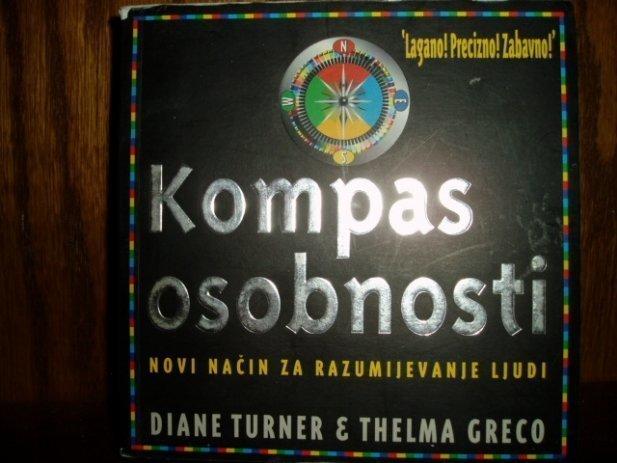 'Lagano! Precizno! Zabavno!'
N
W
E
S
Kompas
osobnosti
NOVI NAČIN ZA RAZUMIJEVANJE LJUDI
DIANE TURNER & THELMA GRECO